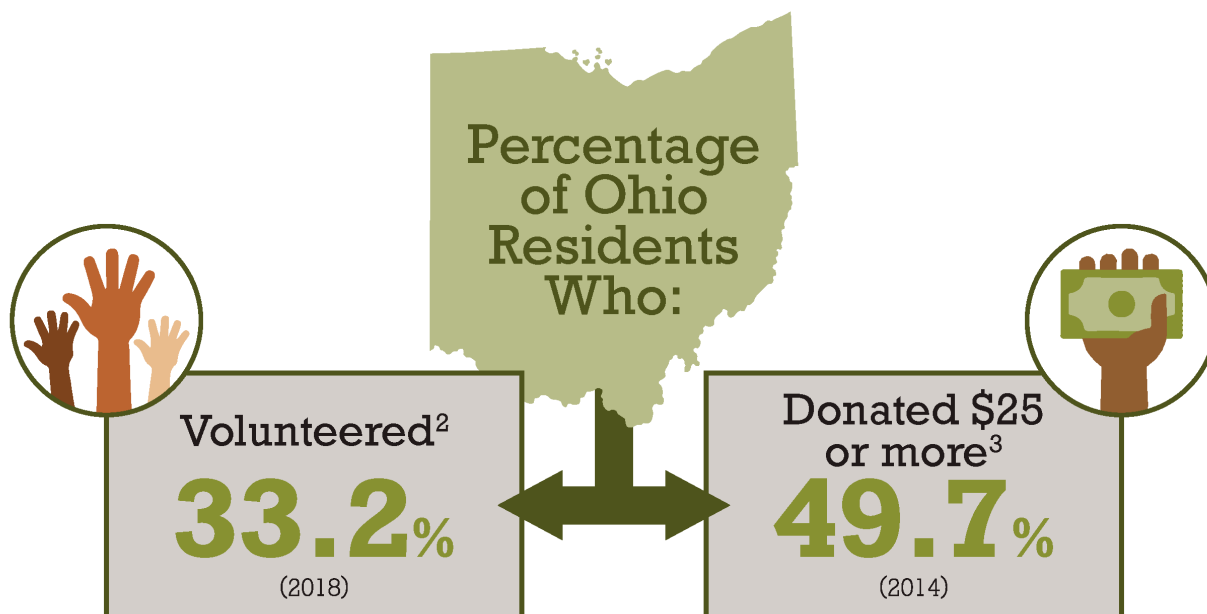 Percentage
of Ohio
Residents
Who:
Volunteered²
33.2%
(2018)
Donated $25
or more³
49.7%
(2014)